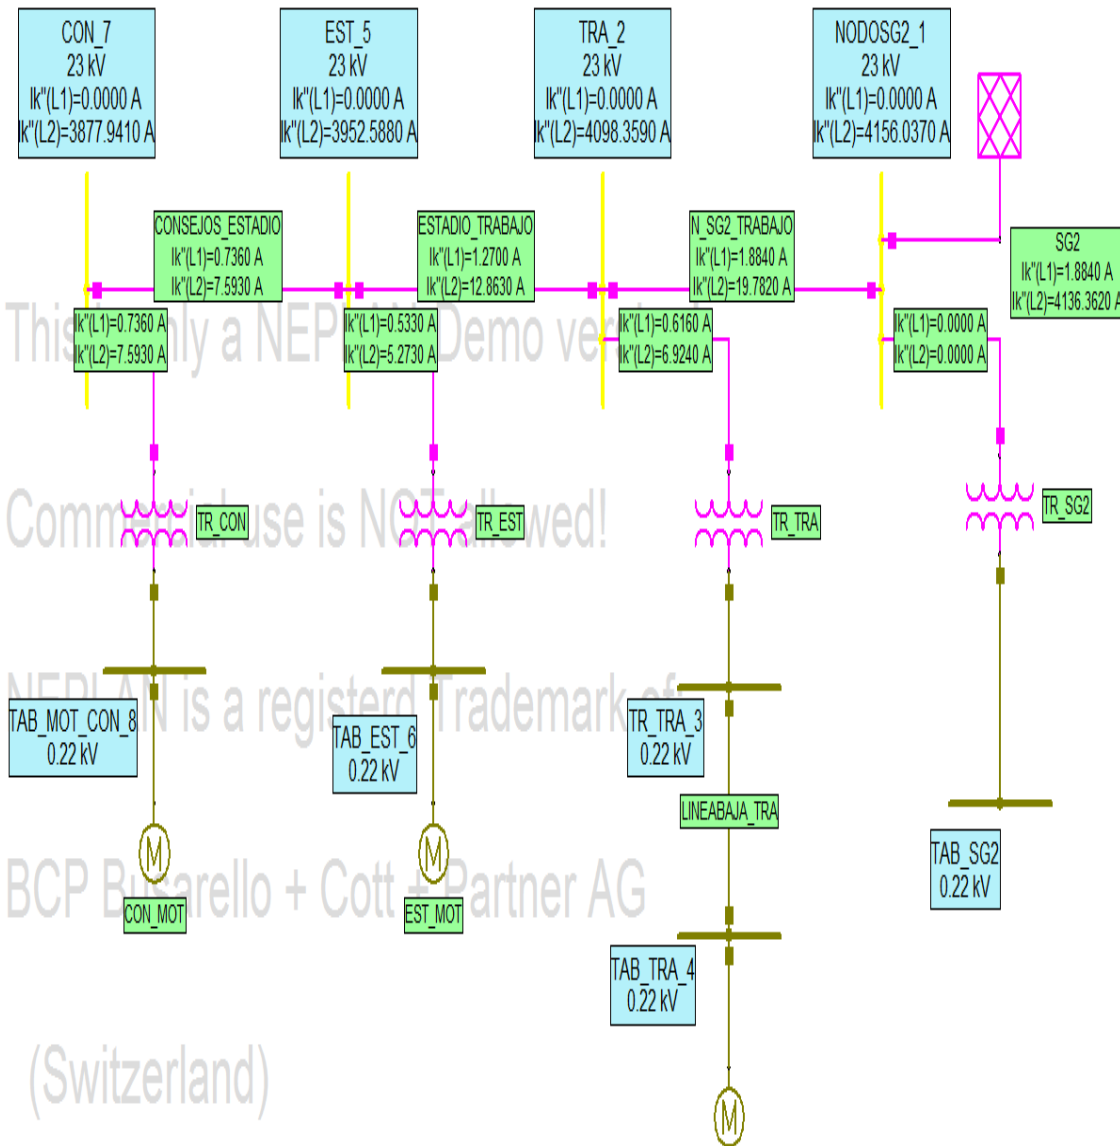 CON_7
23 kV
Ik"(L1)=0.0000 A
Ik"(L2)=3877.9410 A
EST_5
23 kV
Ik"(L1)=0.0000 A
Ik"(L2)=3952.5880 A
TRA_2
23 kV
Ik"(L1)=0.0000 A
Ik"(L2)=4098.3590 A
NODOSG2_1
23 kV
Ik"(L1)=0.0000 A
Ik"(L2)=4156.0370 A
CONSEJOS_ESTADIO
Ik"(L1)=0.7360 A
Ik"(L2)=7.5930 A
ESTADIO_TRABAJO
Ik"(L1)=1.2700 A
Ik"(L2)=12.8630 A
N_SG2_TRABAJO
Ik"(L1)=1.8840 A
Ik"(L2)=19.7820 A
SG2
Ik"(L1)=1.8840 A
Ik"(L2)=4136.3620 A
Ik"(L1)=0.7360 A
Ik"(L2)=7.5930 A
Ik"(L1)=0.5330 A
Ik"(L2)=5.2730 A
Ik"(L1)=0.6160 A
Ik"(L2)=6.9240 A
Ik"(L1)=0.0000 A
Ik"(L2)=0.0000 A
Demo
TR_CON
TR_EST
TR_TRA
TR_SG2
use is NOT allowed!
NEPLAN is a registerd Trademark of:
TAB_MOT_CON_8
0.22 kV
TAB_EST_6
0.22 kV
TR_TRA_3
0.22 kV
LINEABAJA_TRA
TAB_SG2
0.22 kV
M
M
BCP Busarello + Cott + Partner AG
CON_MOT
EST_MOT
TAB_TRA_4
0.22 kV
(Switzerland)
M